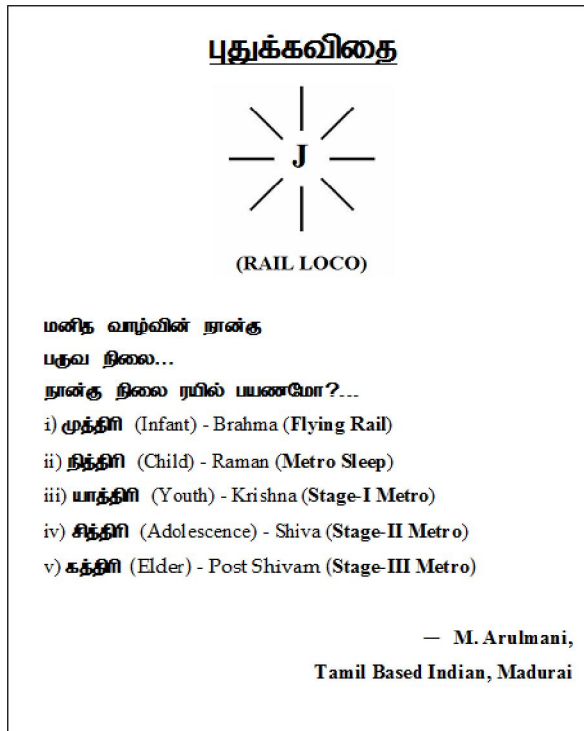 புதுக்கவிதை
J
(RAIL LOCO)
மனித வாழ்வின் நான்கு
பருவ நிலை...
நான்கு நிலை ரயில் பயணமோ?...
i) முத்திரி (Infant) - Brahma (Flying Rail)
ii) நித்திரி (Child) - Raman (Metro Sleep)
iii) யாத்திரி (Youth) - Krishna (Stage-I Metro)
iv) சித்திரி (Adolescence) - Shiva (Stage-II Metro)
v) கத்திரி (Elder) - Post Shivam (Stage-III Metro)
— M. Arulmani,
Tamil Based Indian, Madurai